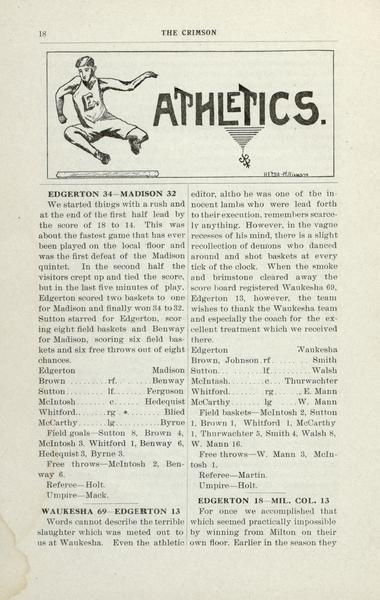 18
THE CRIMSON
E
ATHLETICS.
EDGERTON 34—MADISON 32
We started things with a rush and
at the end of the first half lead by
the score of 18 to 14. This was
about the fastest game that has ever
been played on the local floor and
was the first defeat of the Madison
quintet. In the second half the
visitors crept up and tied the score,
but in the last five minutes of play,
Edgerton scored two baskets to one
for Madison and finally won 34 to 32.
Sutton starred for Edgerton, scor-
ing eight field baskets and Benway
for Madison, scoring six field bas-
kets and six free throws out of eight
chances.
Edgerton Madison
Brown ........rf. ........ Benway
Sutton..........lf.......Ferguson
McIntosh ........c......Hedequist
Whitford........rg..........Blied
McCarthy......lg..........Byrne
Field goals—Sutton 8, Brown 4,
McIntosh 3. Whitford 1, Benway 6,
Hedequist 3, Byrne 3.
Free throws—McIntosh 2, Ben-
way 6.
Referee—Holt.
Umpire—Mack.
WAUKESHA 69—EDGERTON 13
Words cannot describe the terrible
slaughter which was meted out to
us at Waukesha. Even the athletic
editor, altho he was one of the in-
nocent lambs who were lead forth
to their execution, remembers scarce-
ly anything. However, in the vague
recesses of his mind, there is a slight
recollection of demons who danced
around and shot baskets at every
tick of the clock. When the smoke
and brimstone cleared away the
score board registered Waukesha 69,
Edgerton 13, however, the team
wishes to thank the Waukesha team
and especially the coach for the ex-
cellent treatment which we received
there.
Edgerton Waukesha
Brown, Johnson rf........Smith
Sutton..........lf........Walsh
McIntash.......c....Thurwachter
Whitford.......rg......E. Mann
McCarthy ......lg.......W. Mann
Field baskets—McIntosh 2, Sutton
1, Brown 1, Whitford 1, McCarthy
1, Thurwachter 5, Smith 4, Walsh 8,
W. Mann 16.
Free throws—W. Mann 3, McIn-
tosh 1.
Referee—Martin.
Umpire—Holt.
EDGERTON 18—MIL. COL. 13
For once we accomplished that
which seemed practically impossible
by winning from Milton on their
own floor. Earlier in the season they